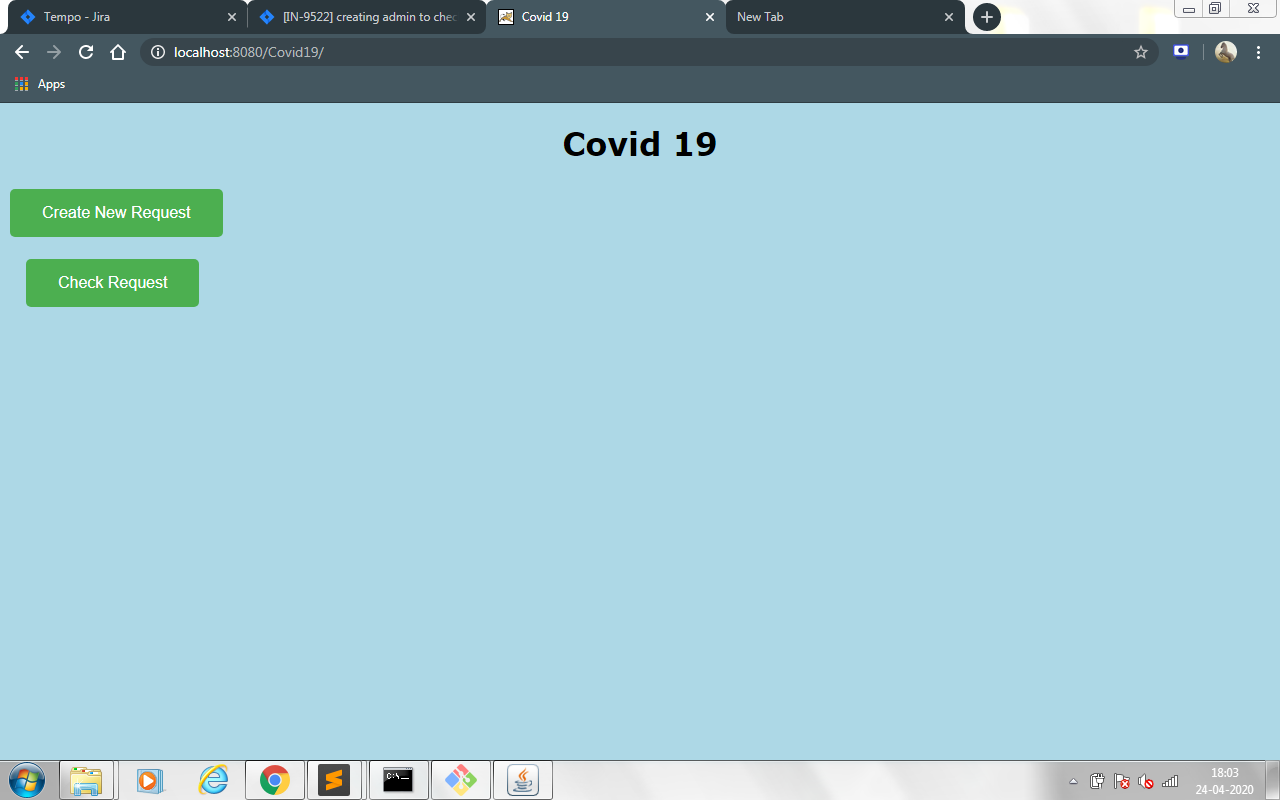 Tempo - Jira
[IN-9522] creating admin to chec
Covid 19
New Tab
localhost:8080/Covid19/
Apps
Covid 19
Create New Request
Check Request
C:\_
18:03
24-04-2020